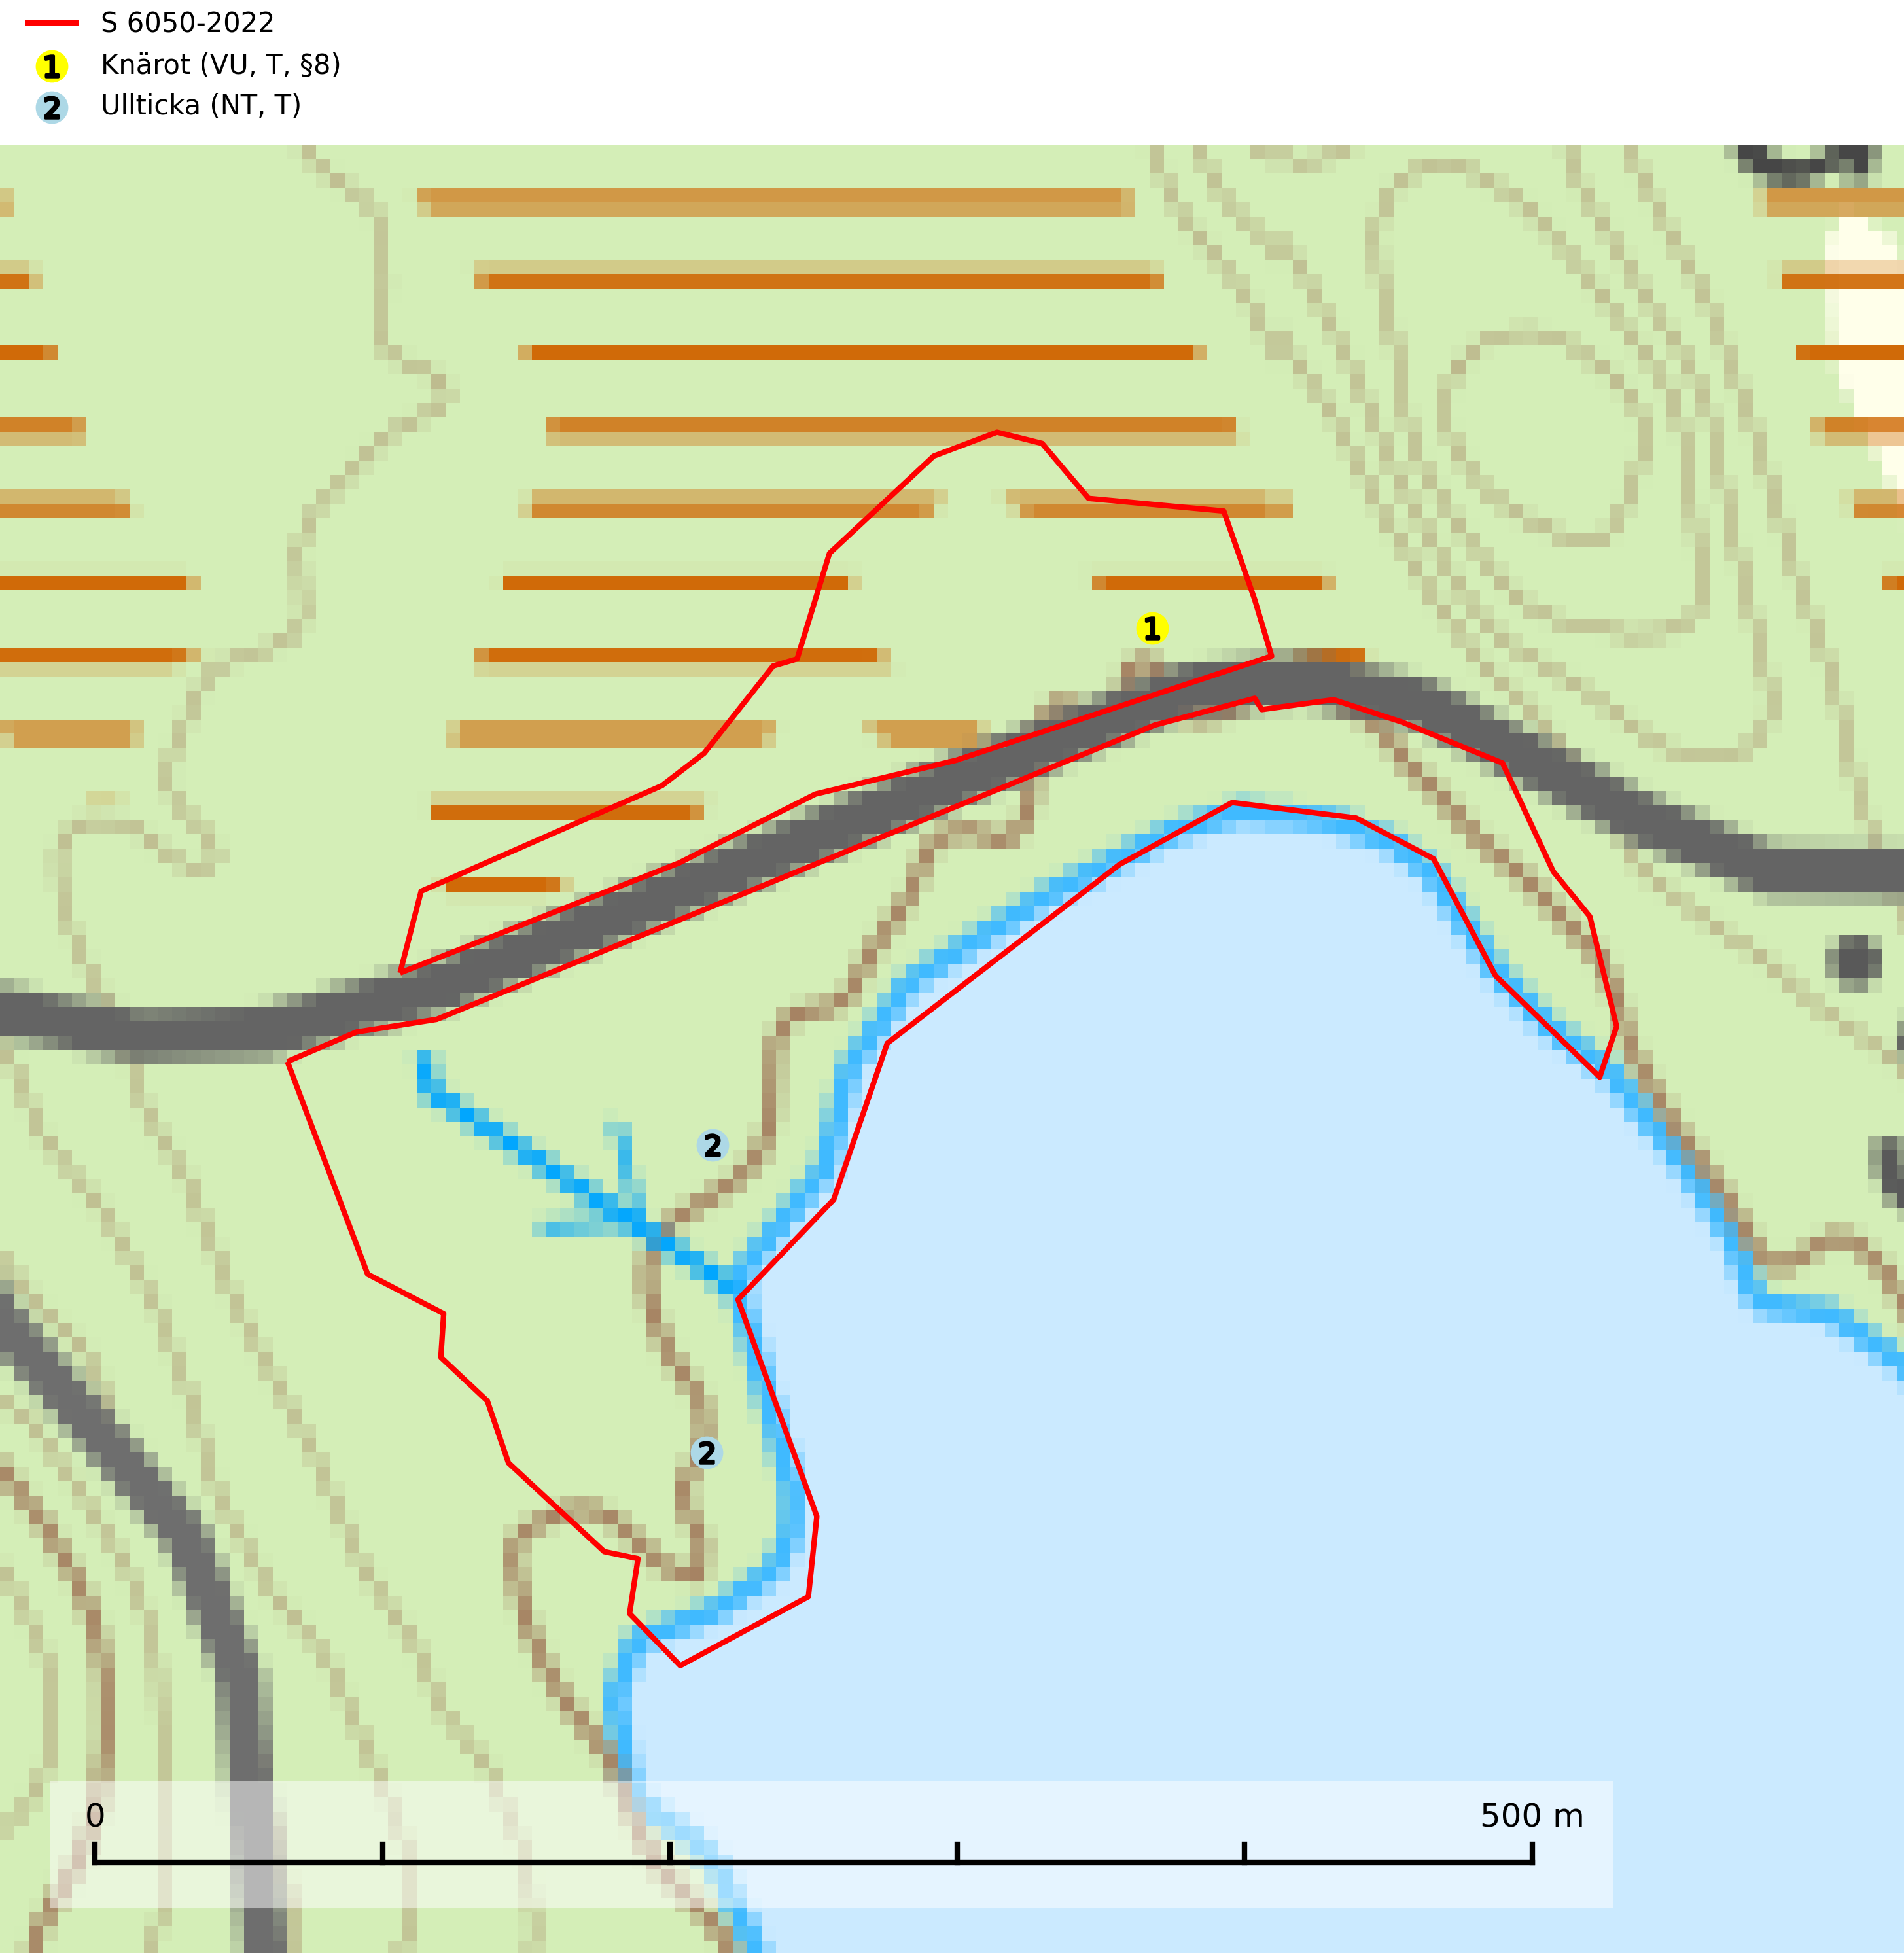 S 6050-2022
1 Knärot (VU, T, §8)
2 Ullticka (NT, T)
1
2
2
0 500 m